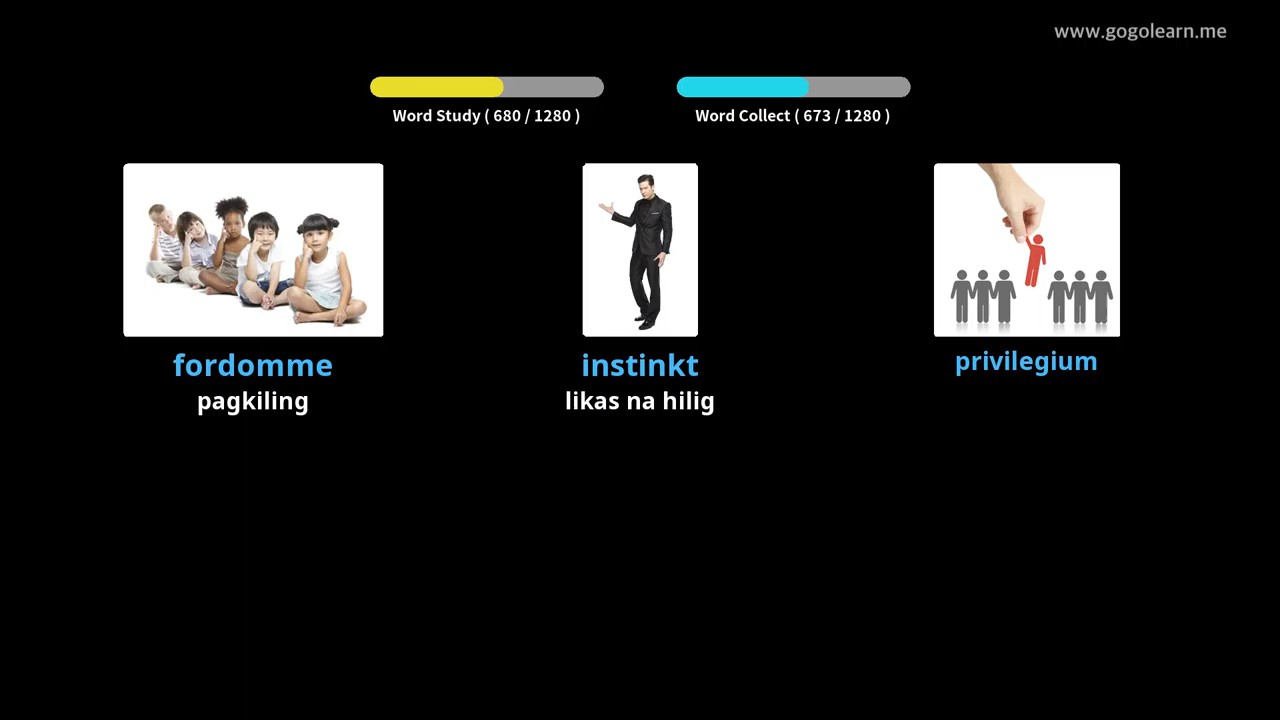 www.gogolearn.me
Word Study ( 680 / 1280 )
Word Collect ( 673 / 1280 )
fordomme
pagkiling
instinkt
likas na hilig
privilegium